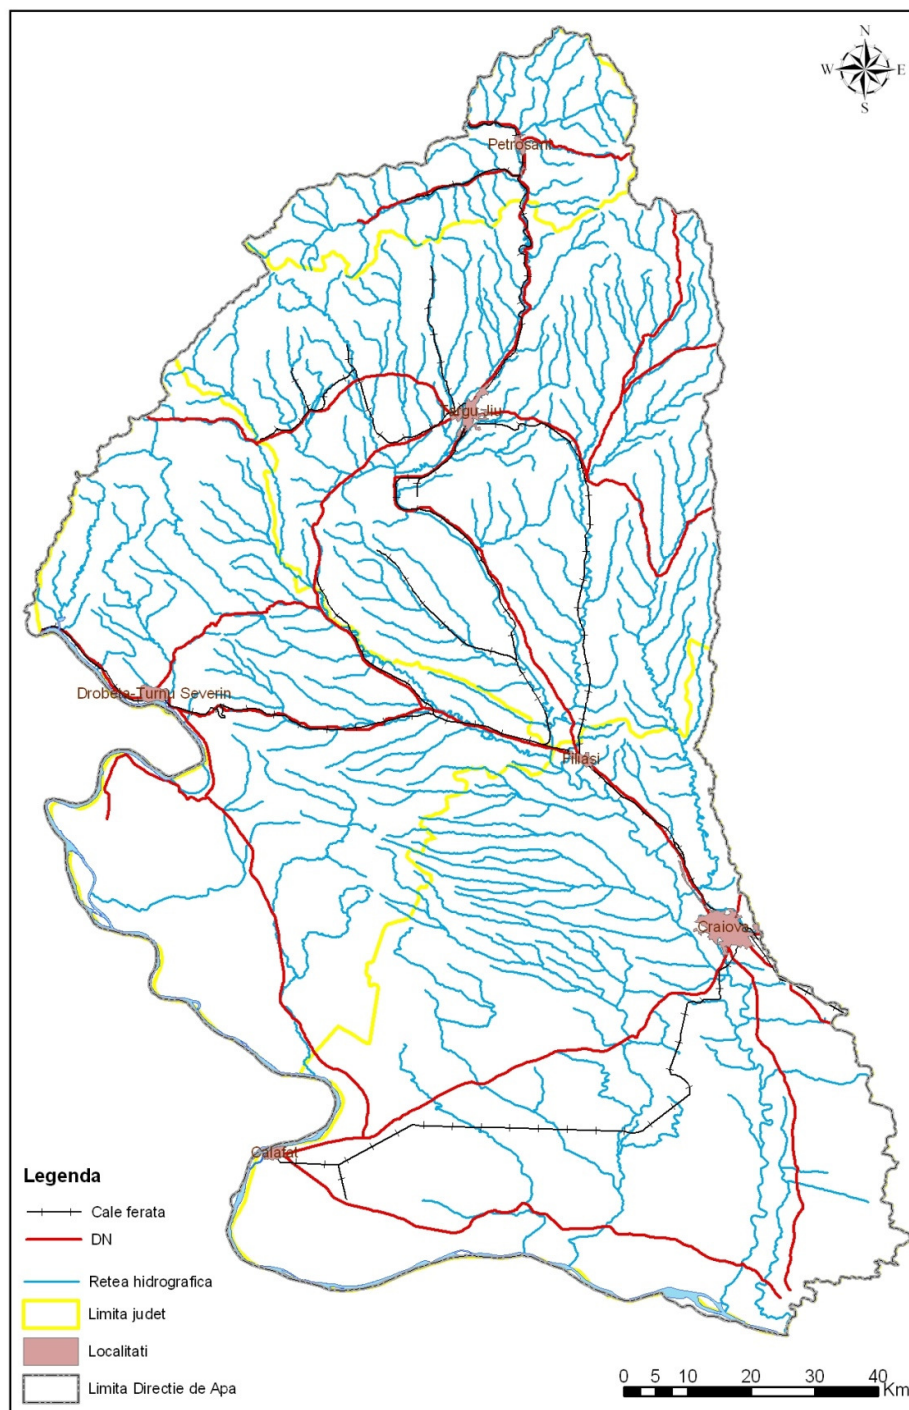 N
W E
S
Petrosani
Targu-Jiu
Drobeta-Turnu Severin
Filiasi
Craiova
Calafat
Legenda
Cale ferata
DN
Retea hidrografica
Limita judet
Localitati
Limita Directie de Apa
0 5 10 20 30 40
Km